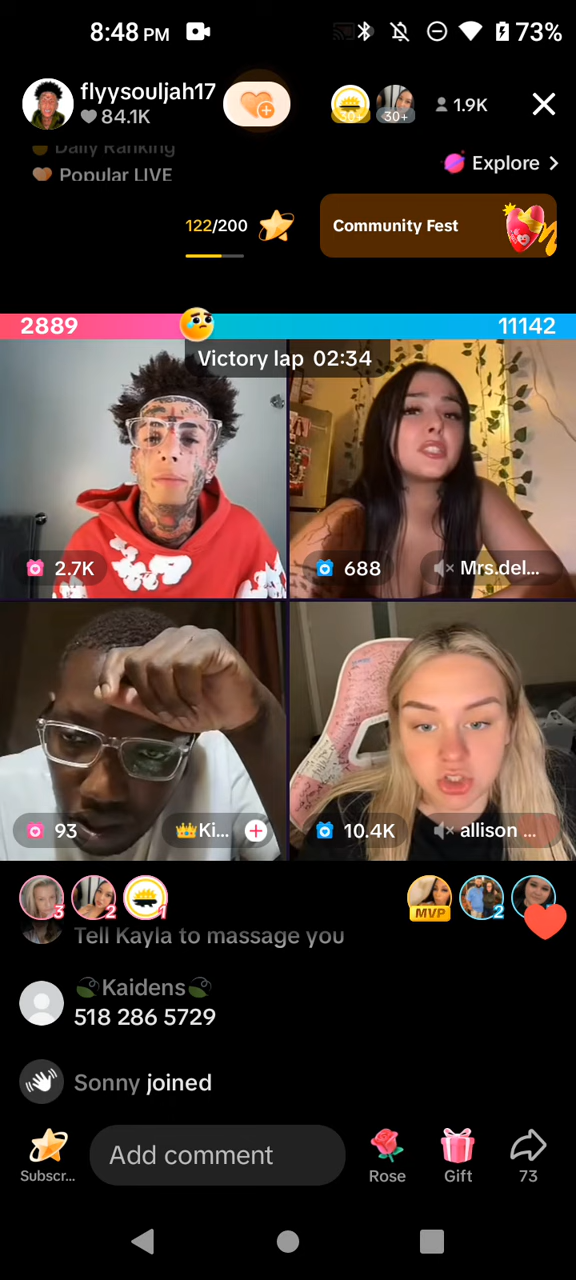 8:48 PM
73%
flyysouljah17
84.1K
30+
30+
1.9K
Daily Ranking
Popular LIVE
Explore
122/200
Community Fest
2889
11142
Victory lap 02:34
2.7K
688
Mrs.del...
93
Ki...
10.4K
allison ...
3
2
1
MVP
2
Tell Kayla to massage you
Kaidens
518 286 5729
Sonny joined
Subscr...
Add comment
Rose
Gift
73